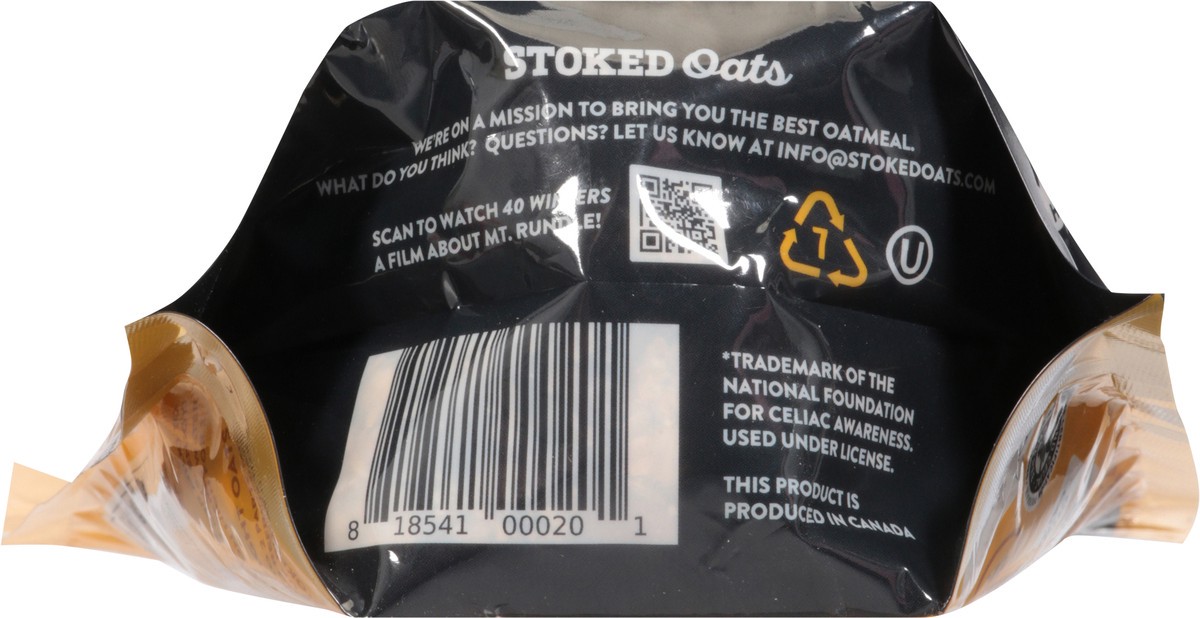 STOKED Oats
WE'RE ON A MISSION TO BRING YOU THE BEST OATMEAL.
WHAT DO YOU THINK? QUESTIONS? LET US KNOW AT INFO@STOKEDOATS.COM
SCAN TO WATCH 40 WINTERS
A FILM ABOUT MT. RUNDLE!
7
U
*TRADEMARK OF THE
NATIONAL FOUNDATION
FOR CELIAC AWARENESS.
USED UNDER LICENSE.
THIS PRODUCT IS
PRODUCED IN CANADA
8 18541 00020 1